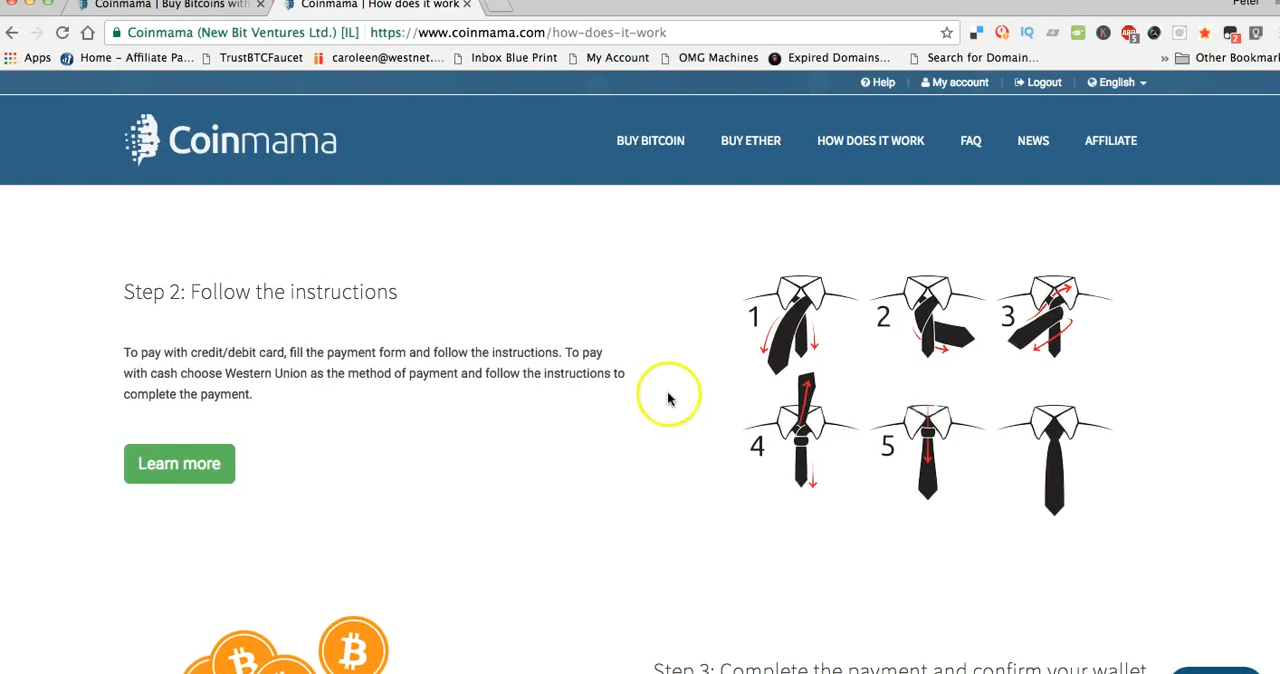 Coinmama | Buy Bitcoins with
Coinmama | How does it work
Peter
Coinmama (New Bit Ventures Ltd.) [IL]
https://www.coinmama.com/how-does-it-work
IQ
K
ABP
5
2
Apps
Home – Affiliate Pa...
TrustBTCFaucet
caroleen@westnet....
Inbox Blue Print
My Account
OMG Machines
Expired Domains...
Search for Domain...
»
Other Bookmar
Help
My account
Logout
English
Coinmama
BUY BITCOIN
BUY ETHER
HOW DOES IT WORK
FAQ
NEWS
AFFILIATE
Step 2: Follow the instructions
To pay with credit/debit card, fill the payment form and follow the instructions. To pay
with cash choose Western Union as the method of payment and follow the instructions to
complete the payment.
Learn more
1
2
3
4
5
Step 3: Complete the payment and confirm your wallet